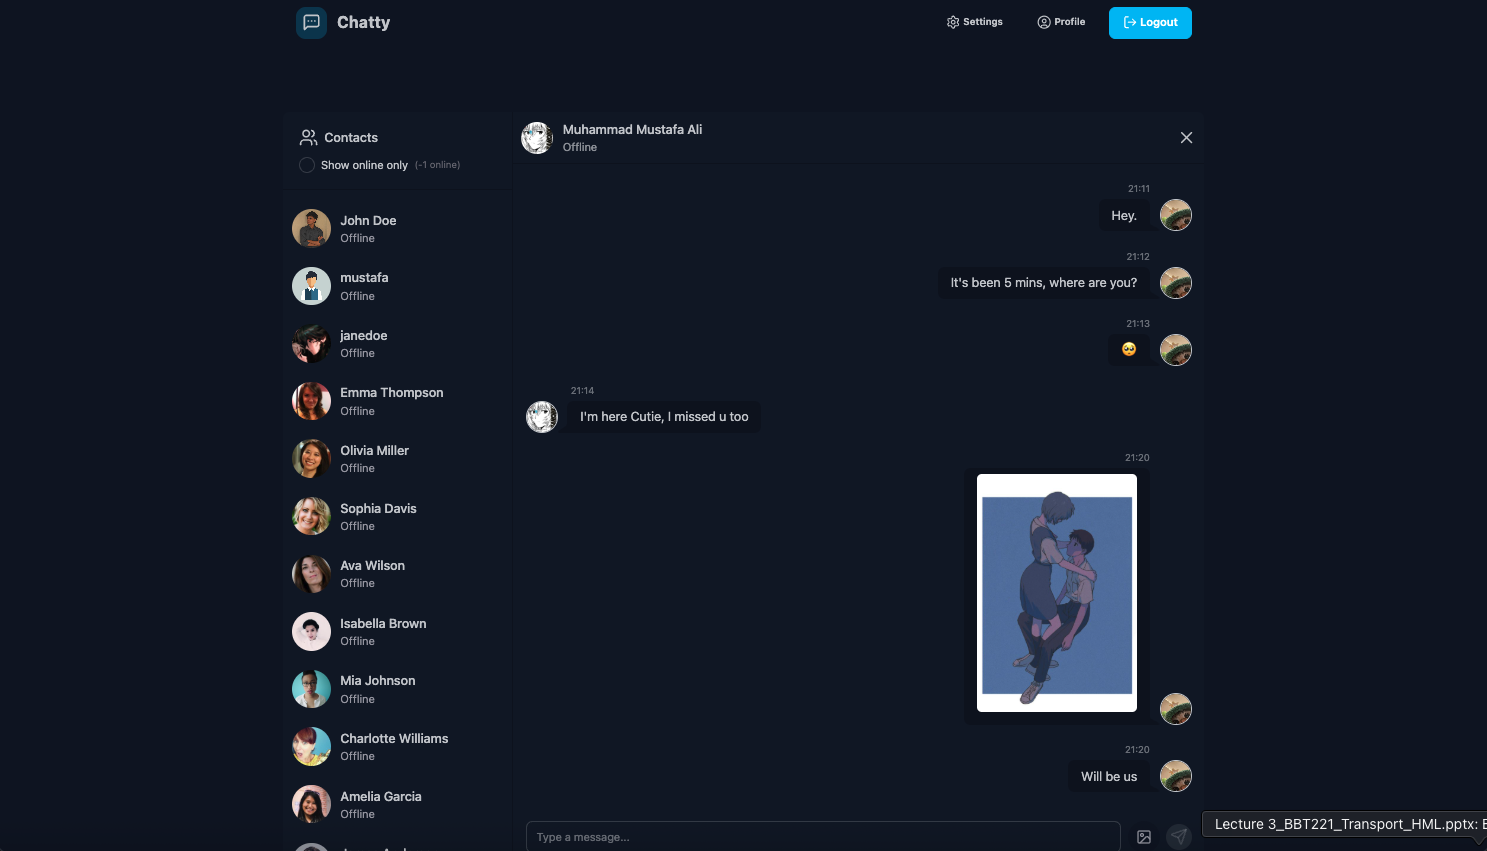 Chatty
Settings
Profile
Logout
Contacts
Show online only (-1 online)
John Doe
Offline
mustafa
Offline
janedoe
Offline
Emma Thompson
Offline
Olivia Miller
Offline
Sophia Davis
Offline
Ava Wilson
Offline
Isabella Brown
Offline
Mia Johnson
Offline
Charlotte Williams
Offline
Amelia Garcia
Offline
Muhammad Mustafa Ali
Offline
21:11
Hey.
21:12
It's been 5 mins, where are you?
21:13
🥺
21:14
I'm here Cutie, I missed u too
21:20
21:20
Will be us
Type a message...
Lecture 3_BBT221_Transport_HML.pptx: